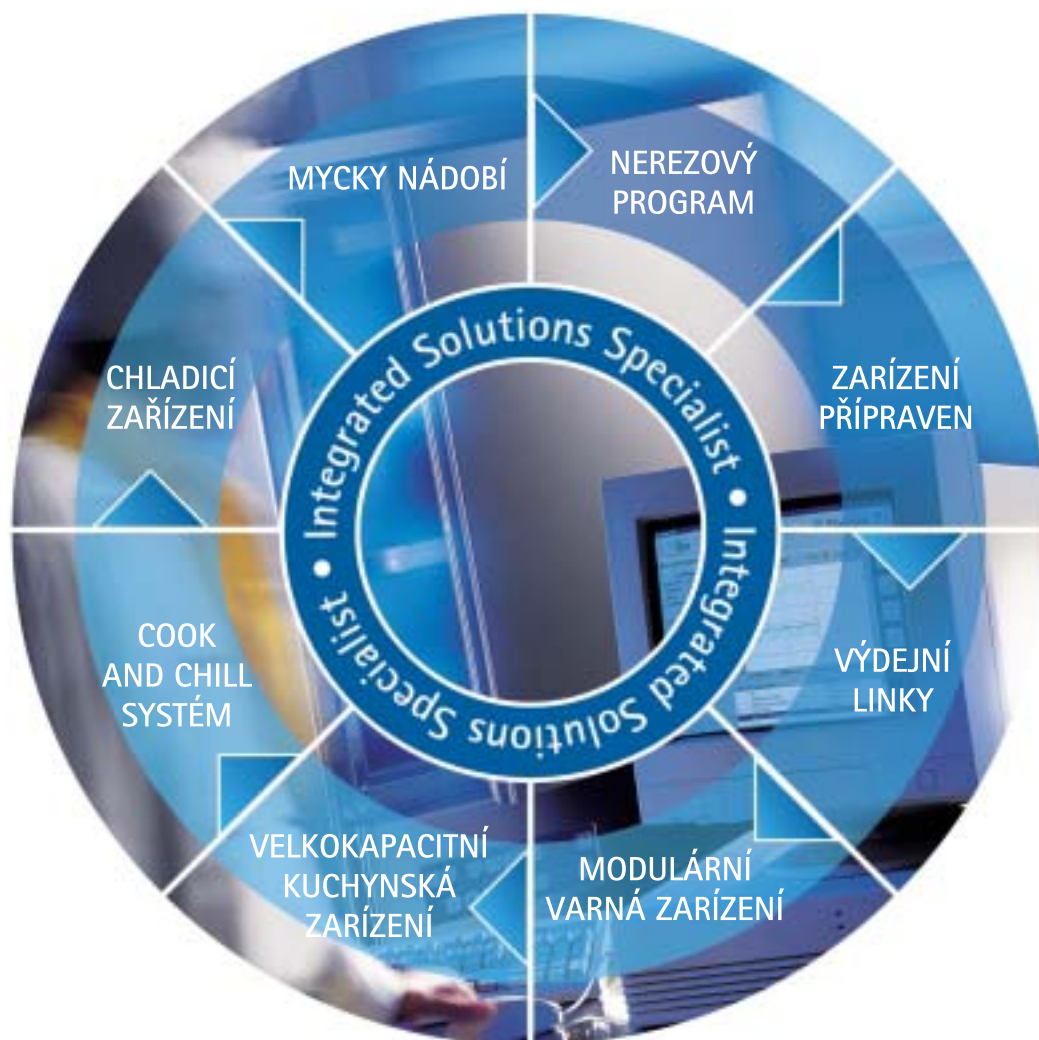 MYCKY NÁDOBÍ
NEREZOVÝ
PROGRAM
ZARÍZENÍ
PŘÍPRAVEN
VÝDEJNÍ
LINKY
MODULÁRNÍ
VARNÁ ZARÍZENÍ
VELKOKAPACITNÍ
KUCHYNSKÁ
ZARÍZENÍ
COOK
AND CHILL
SYSTÉM
CHLADICÍ
ZAŘÍZENÍ
Integrated Solutions Specialist •
Integrated Solutions Specialist •